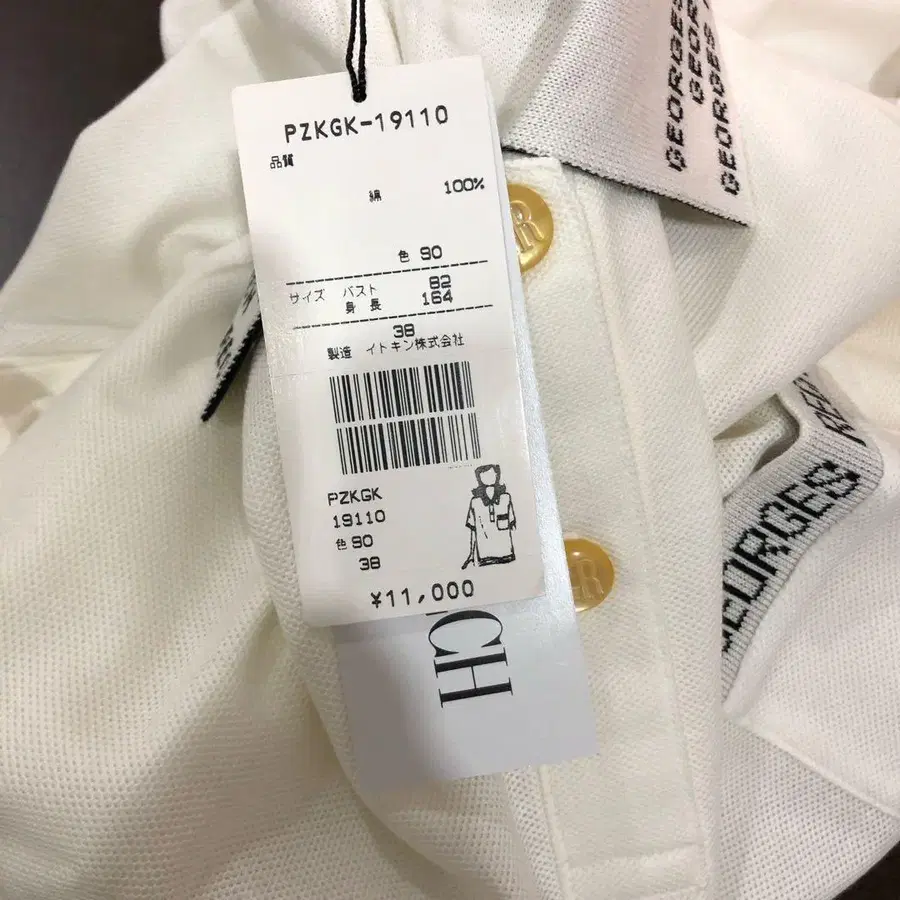 PZKGK-19110
品質
綿 100%
色 90
サイズ バスト 82
身長 164
38
製造 イトキン株式会社
PZKGK
19110
色 90
38
¥11,000
CH
GEORGES
GEORGES
GEORGES
GEORGES